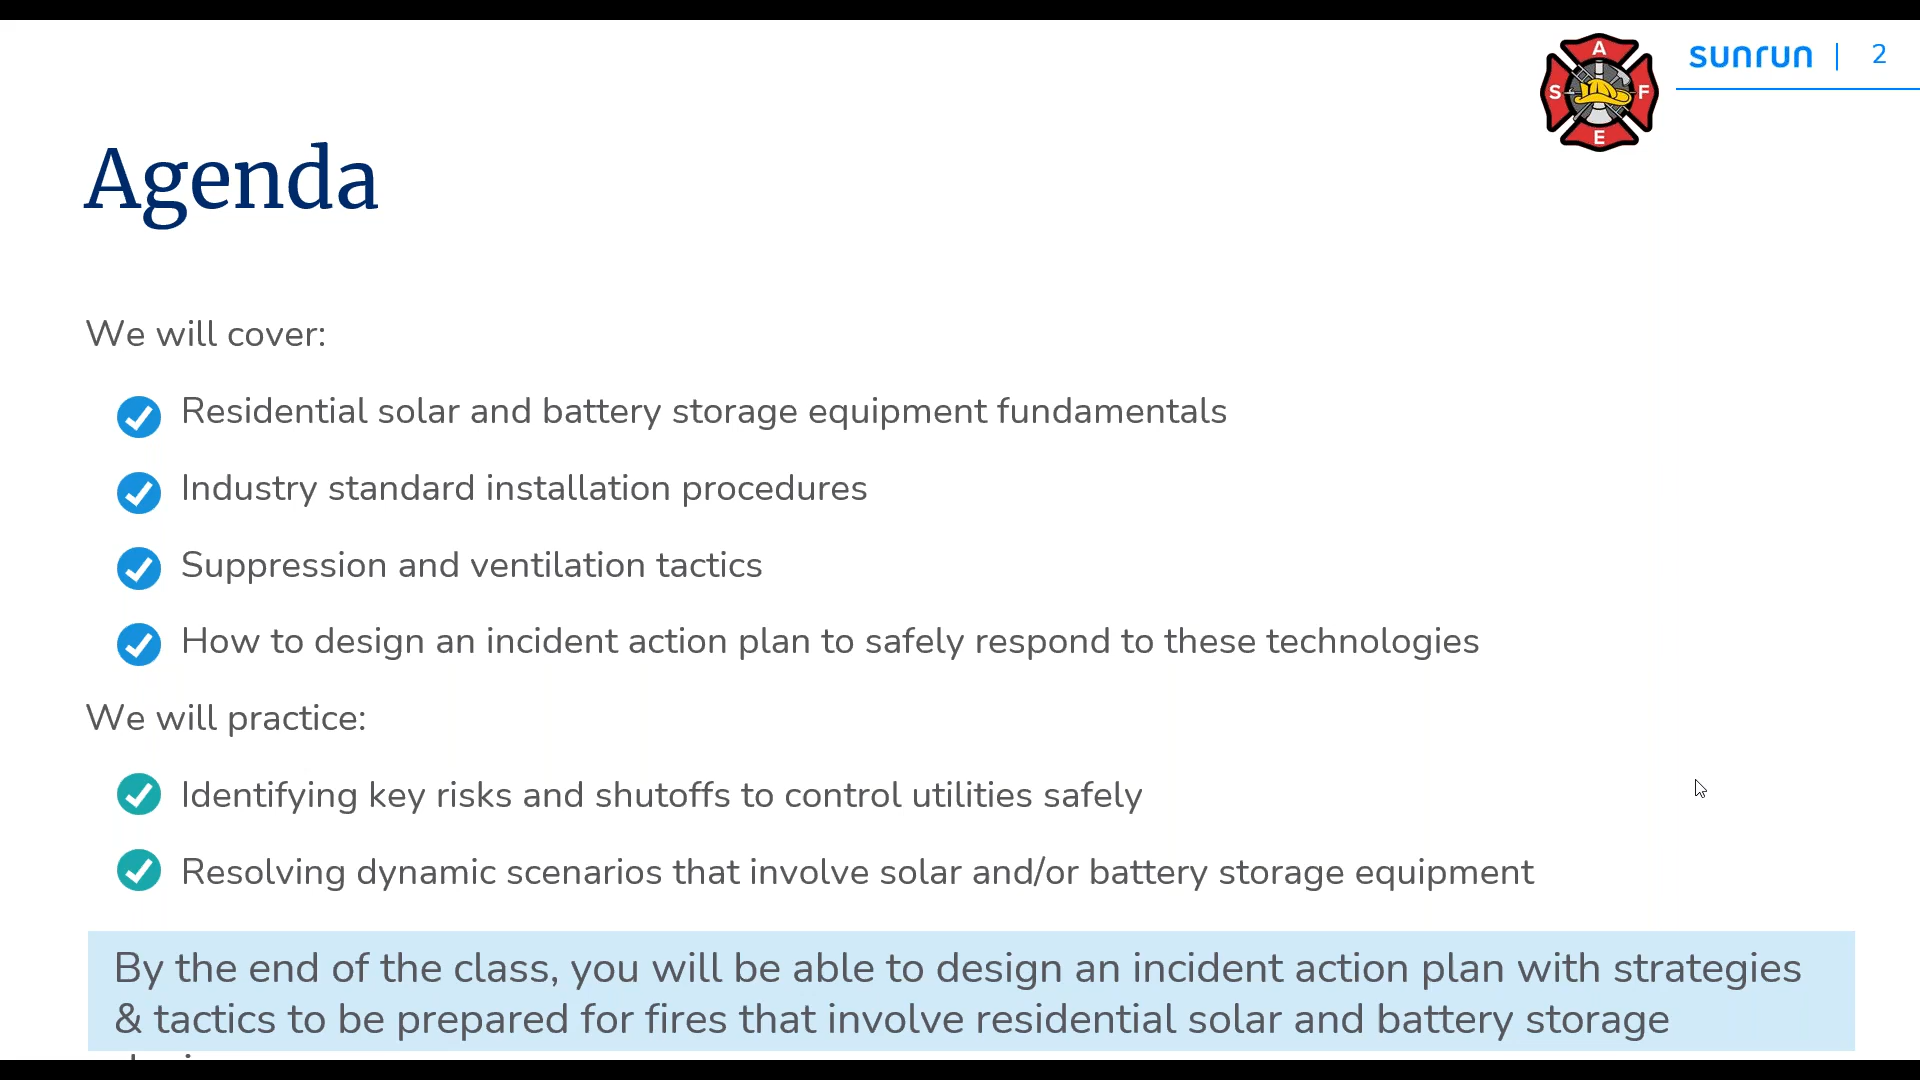 A
S F
E
sunrun | 2
Agenda
We will cover:
Residential solar and battery storage equipment fundamentals
Industry standard installation procedures
Suppression and ventilation tactics
How to design an incident action plan to safely respond to these technologies
We will practice:
Identifying key risks and shutoffs to control utilities safely
Resolving dynamic scenarios that involve solar and/or battery storage equipment
By the end of the class, you will be able to design an incident action plan with strategies
& tactics to be prepared for fires that involve residential solar and battery storage